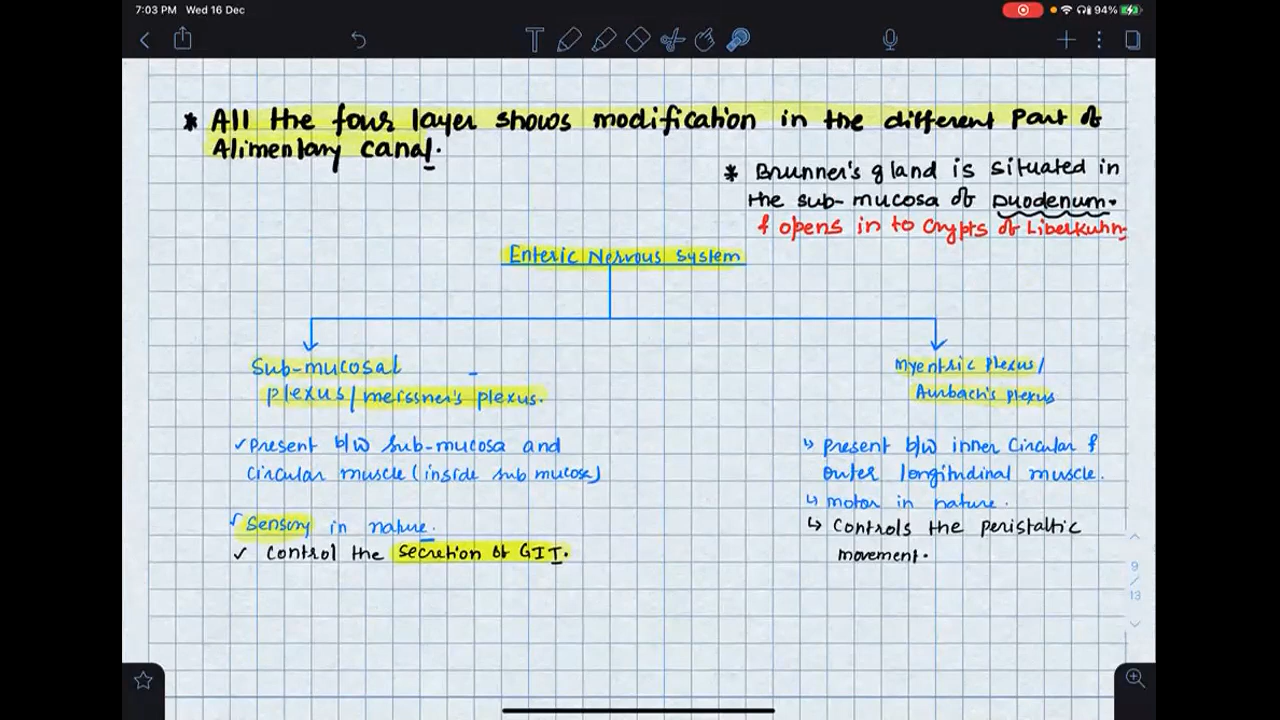 7:03 PM Wed 16 Dec
94%
* All the four layer shows modification in the different part of
Alimentary canal.
* Brunner's gland is situated in
the sub-mucosa of Duodenum.
& opens in to Crypts of Liberkuhn
Enteric Nervous System
Sub-mucosal
plexus/meissner's plexus.
✓ Present b/w sub-mucosa and
Circular muscle (inside sub mucosa)
✓ Sensory in nature.
✓ Control the secretion of GIT.
Myentric plexus/
Aurbach's plexus
↳ present b/w inner Circular &
outer longitudinal muscle.
↳ motor in nature.
↳ Controls the peristaltic
movement.
9
/
13